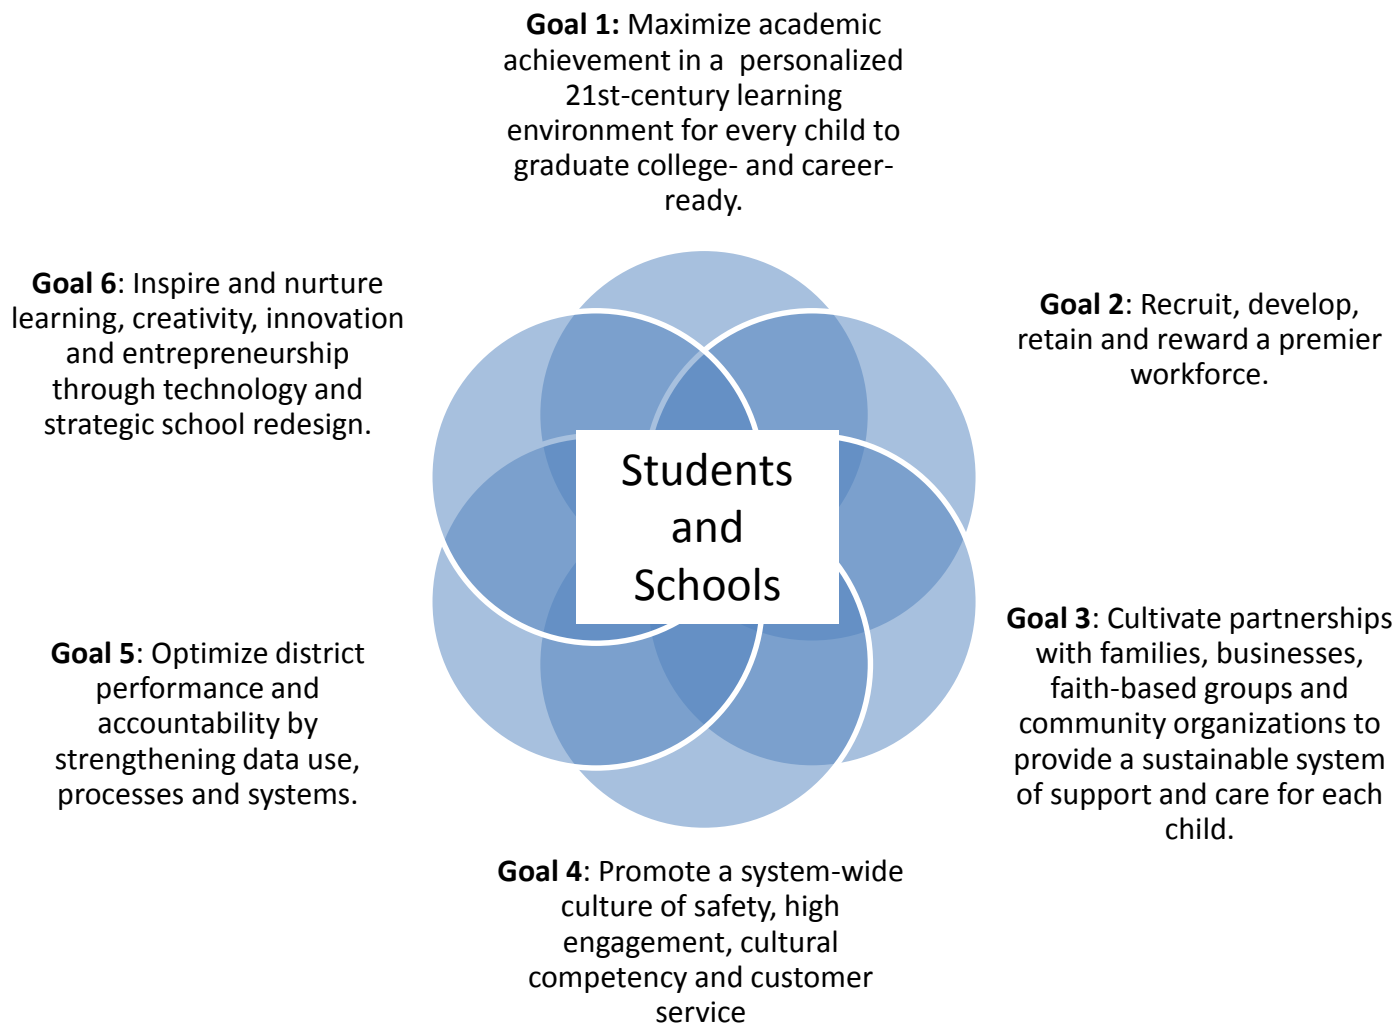 Goal 1: Maximize academic
achievement in a personalized
21st-century learning
environment for every child to
graduate college- and career-
ready.
Goal 6: Inspire and nurture
learning, creativity, innovation
and entrepreneurship
through technology and
strategic school redesign.
Goal 2: Recruit, develop,
retain and reward a premier
workforce.
Students
and
Schools
Goal 5: Optimize district
performance and
accountability by
strengthening data use,
processes and systems.
Goal 3: Cultivate partnerships
with families, businesses,
faith-based groups and
community organizations to
provide a sustainable system
of support and care for each
child.
Goal 4: Promote a system-wide
culture of safety, high
engagement, cultural
competency and customer
service